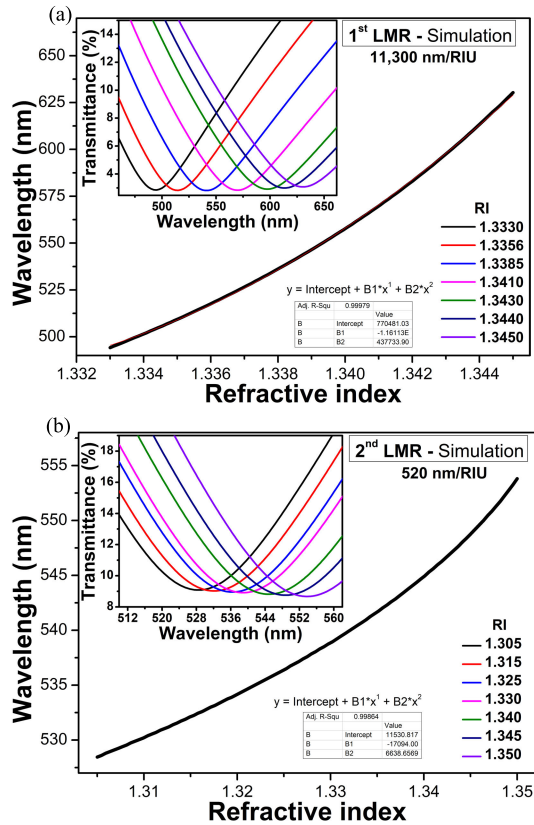 (a)
1st LMR - Simulation
11,300 nm/RIU
Transmittance (%)
14
12
10
8
6
4
500 550 600 650
Wavelength (nm)
Wavelength (nm)
625
600
575
550
525
500
RI
1.3330
1.3356
1.3385
1.3410
1.3430
1.3440
1.3450
y = Intercept + B1*x^1 + B2*x^2
Adj. R-Squ 0.99979
Value
B Intercept 770481.03
B B1 -1.16113E
B B2 437733.90
1.332 1.334 1.336 1.338 1.340 1.342 1.344
Refractive index
(b)
2nd LMR - Simulation
520 nm/RIU
Transmittance (%)
18
16
14
12
10
8
512 520 528 536 544 552 560
Wavelength (nm)
Wavelength (nm)
555
550
545
540
535
530
RI
1.305
1.315
1.325
1.330
1.340
1.345
1.350
y = Intercept + B1*x^1 + B2*x^2
Adj. R-Squ 0.99864
Value
B Intercept 11530.817
B B1 -17094.00
B B2 6638.6569
1.31 1.32 1.33 1.34 1.35
Refractive index